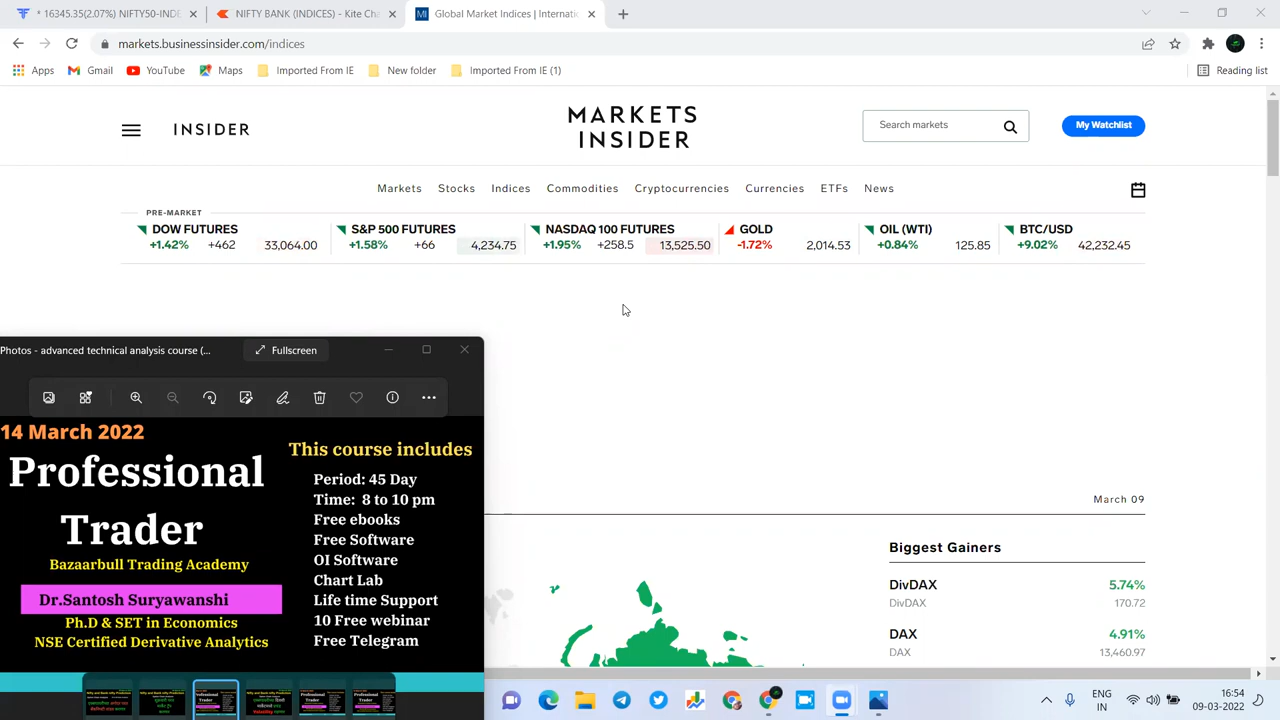 * 16345.35(2.07%) NIFTY50-INDE
NIFTY BANK (INDICES) - Kite Cha
Global Market Indices | Internatio
markets.businessinsider.com/indices
Apps
Gmail
YouTube
Maps
Imported From IE
New folder
Imported From IE (1)
Reading list
INSIDER
MARKETS
INSIDER
Search markets
My Watchlist
Markets
Stocks
Indices
Commodities
Cryptocurrencies
Currencies
ETFs
News
PRE-MARKET
DOW FUTURES
+1.42% +462 33,064.00
S&P 500 FUTURES
+1.58% +66 4,234.75
NASDAQ 100 FUTURES
+1.95% +258.5 13,525.50
GOLD
-1.72% 2,014.53
OIL (WTI)
+0.84% 125.85
BTC/USD
+9.02% 42,232.45
March 09
Biggest Gainers
DivDAX 5.74%
DivDAX 170.72
DAX 4.91%
DAX 13,460.97
Photos - advanced technical analysis course (...
Fullscreen
14 March 2022
Professional
Trader
Bazaarbull Trading Academy
Dr.Santosh Suryawanshi
Ph.D & SET in Economics
NSE Certified Derivative Analytics
This course includes
Period: 45 Day
Time: 8 to 10 pm
Free ebooks
Free Software
OI Software
Chart Lab
Life time Support
10 Free webinar
Free Telegram
ENG
IN
16:54
09-03-2022